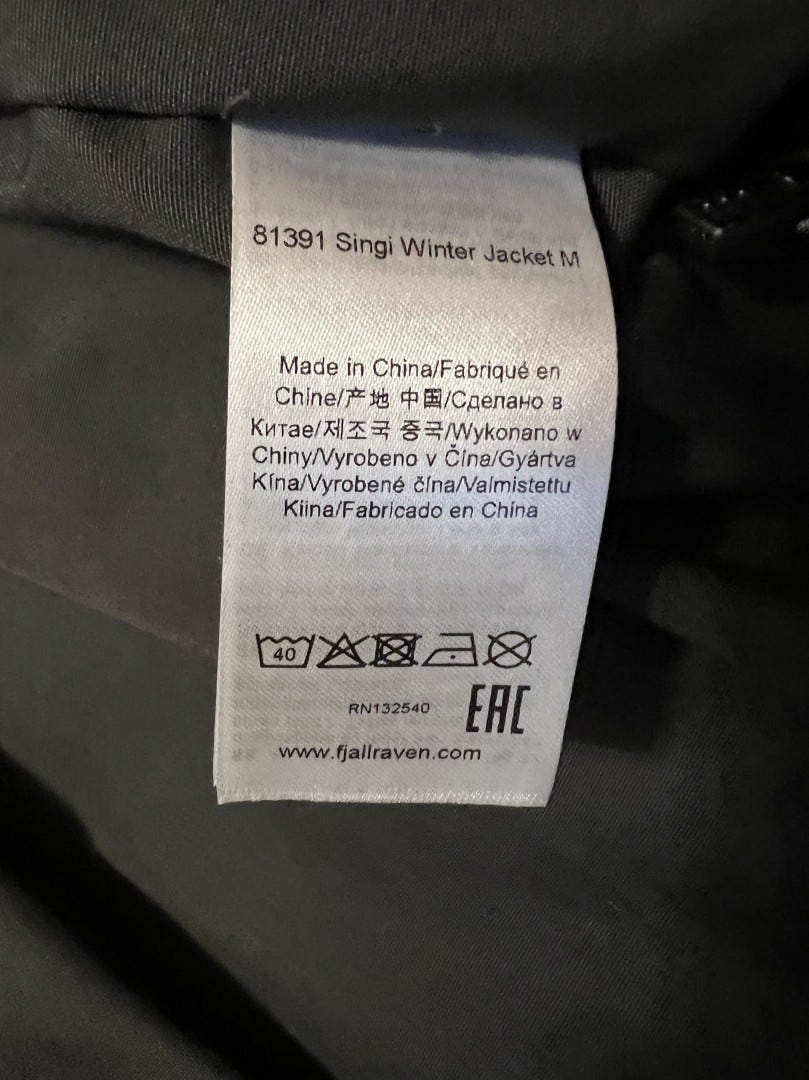 81391 Singi Winter Jacket M
Made in China/Fabriqué en
Chine/产地 中国/Сделано в
Китае/제조국 중국/Wykonano w
Chiny/Vyrobeno v Čína/Gyártva
Kína/Vyrobené čína/Valmistettu
Kiina/Fabricado en China
40
RN132540 EAC
www.fjallraven.com